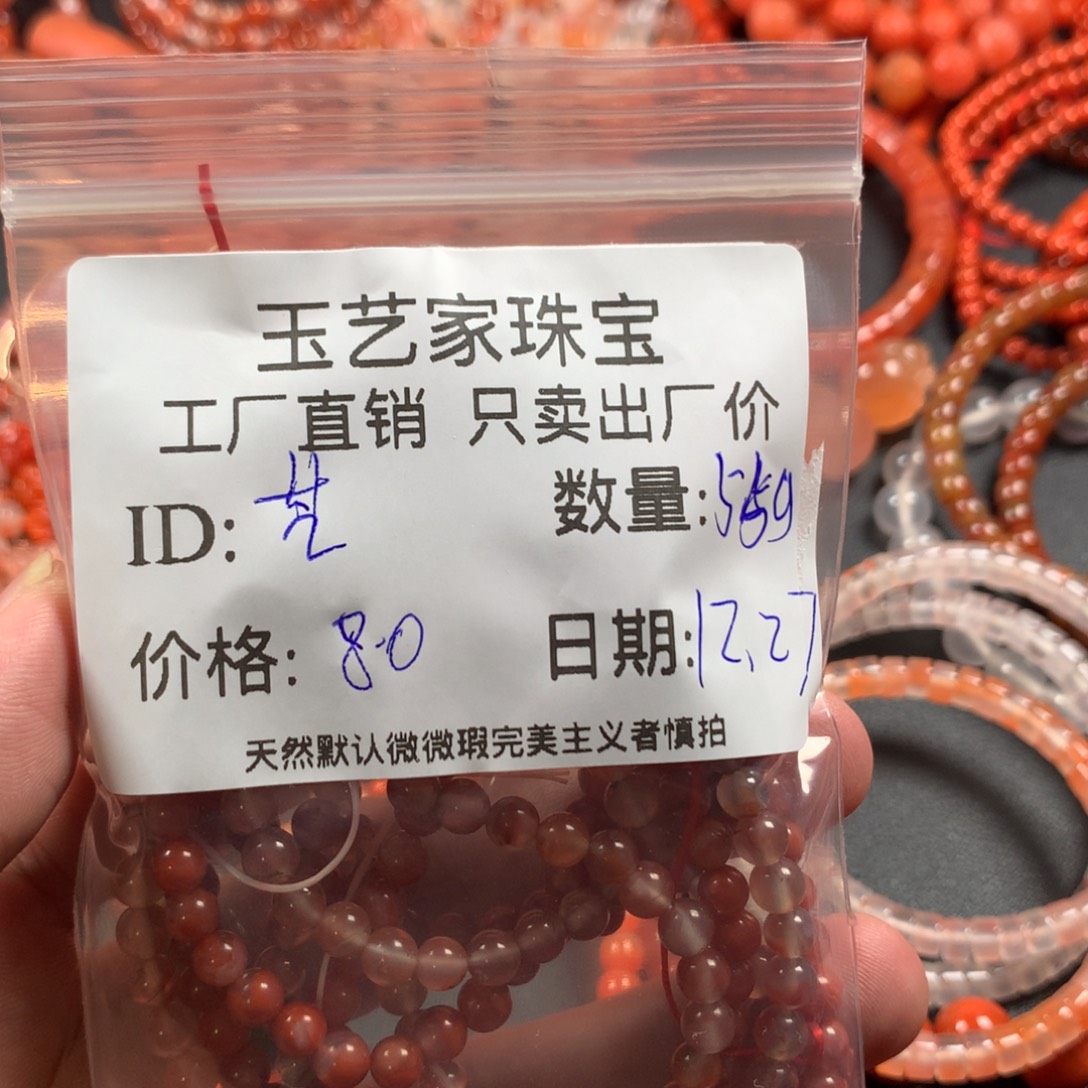 玉艺家珠宝
工厂直销 只卖出厂价
ID: 数量:
价格: 80 日期: 12.27
天然默认微微瑕完美主义者慎拍